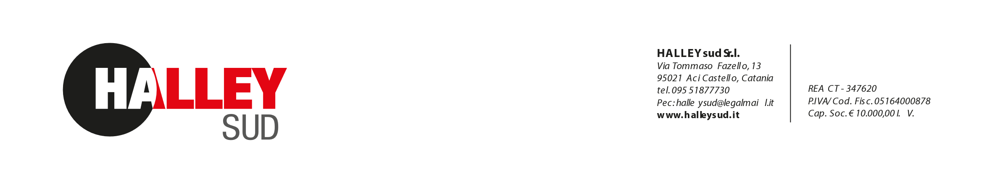 HALLEY
SUD
HALLEY sud S.r.l.
Via Tommaso Fazello, 13
95021 Aci Castello, Catania
tel. 095 51877730
Pec: halleysud@legalmail.it
www.halleysud.it
REA CT - 347620
P.IVA/Cod. Fisc. 05164000878
Cap. Soc. € 10.000,00 I. V.